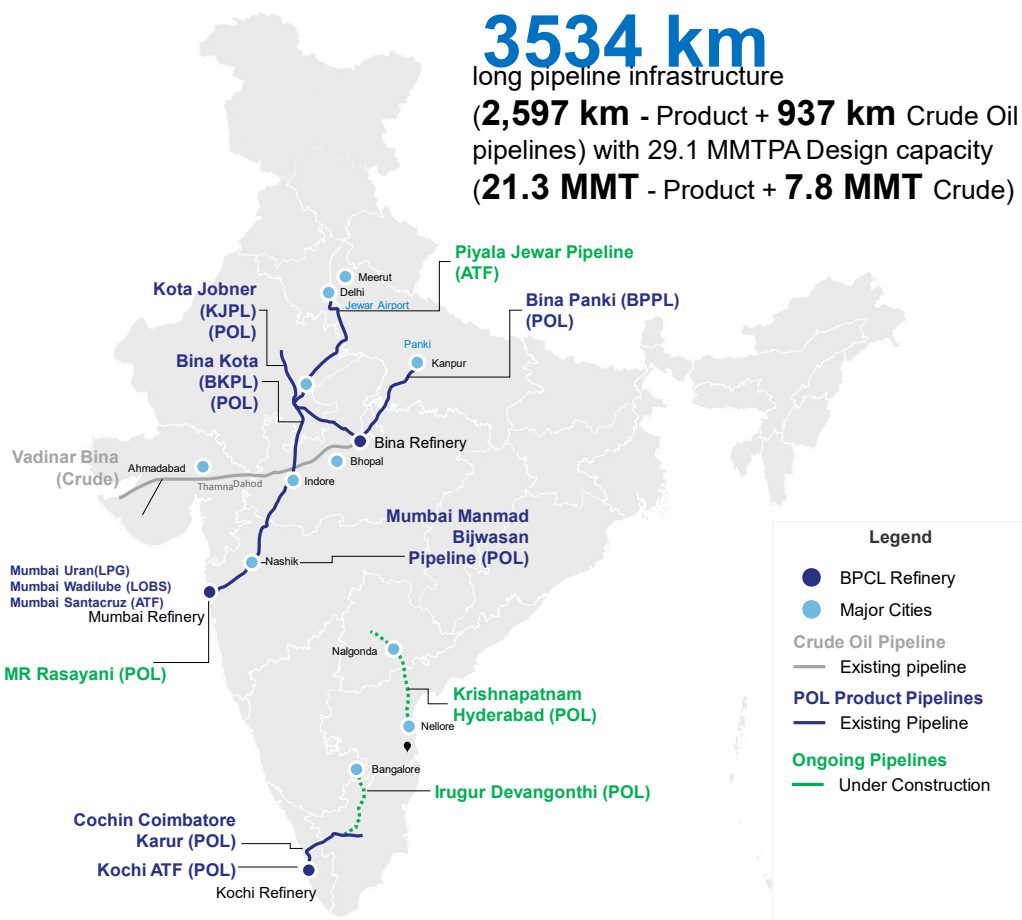 3534 km
long pipeline infrastructure
(2,597 km - Product + 937 km Crude Oil
pipelines) with 29.1 MMTPA Design capacity
(21.3 MMT - Product + 7.8 MMT Crude)
Piyala Jewar Pipeline
(ATF)
Meerut
Delhi
Jewar Airport
Kota Jobner
(KJPL)
(POL)
Bina Panki (BPPL)
(POL)
Panki
Kanpur
Bina Kota
(BKPL)
(POL)
Bina Refinery
Vadinar Bina
(Crude)
Ahmadabad
Bhopal
Thamna
Dahod
Indore
Mumbai Manmad
Bijwasan
Pipeline (POL)
Nashik
Mumbai Uran(LPG)
Mumbai Wadilube (LOBS)
Mumbai Santacruz (ATF)
Mumbai Refinery
MR Rasayani (POL)
Nalgonda
Krishnapatnam
Hyderabad (POL)
Nellore
Bangalore
Irugur Devangonthi (POL)
Cochin Coimbatore
Karur (POL)
Kochi ATF (POL)
Kochi Refinery
Legend
BPCL Refinery
Major Cities
Crude Oil Pipeline
Existing pipeline
POL Product Pipelines
Existing Pipeline
Ongoing Pipelines
Under Construction